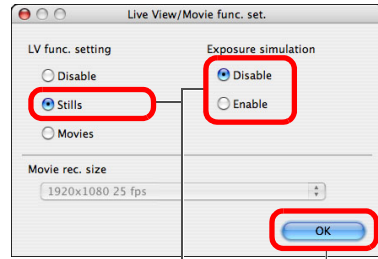 Live View/Movie func. set.
LV func. setting
Exposure simulation
Disable
Disable
Stills
Enable
Movies
Movie rec. size
1920x1080 25 fps
OK